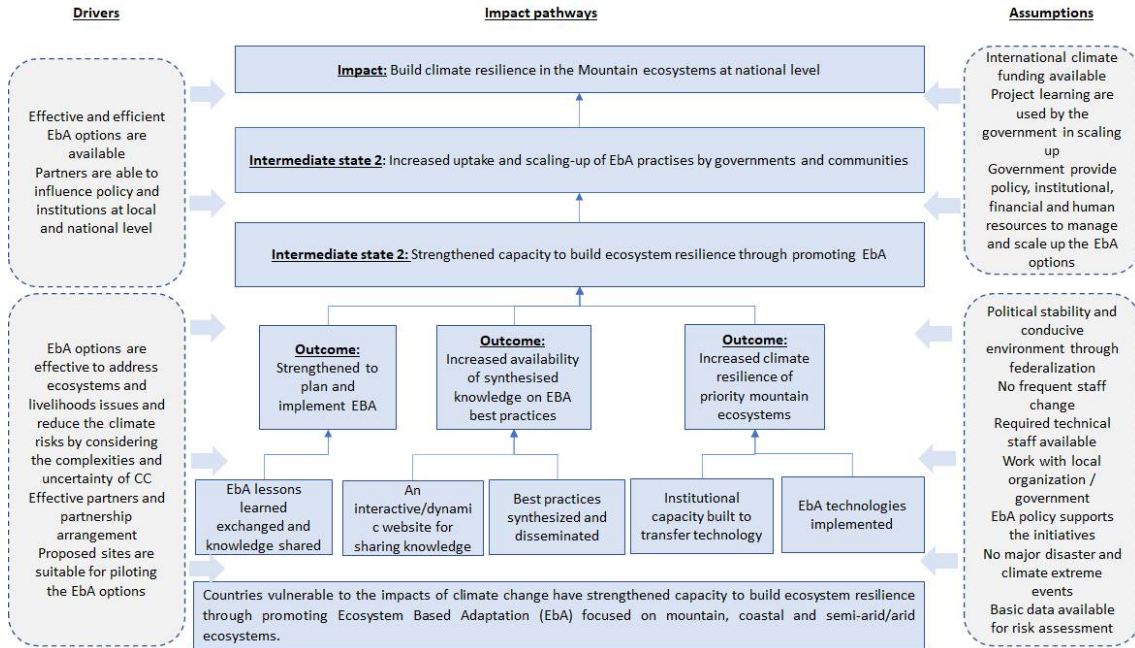 Drivers
Impact pathways
Assumptions
Effective and efficient
EbA options are
available
Partners are able to
influence policy and
institutions at local
and national level
EbA options are
effective to address
ecosystems and
livelihoods issues and
reduce the climate
risks by considering
the complexities and
uncertainty of CC
Effective partners and
partnership
arrangement
Proposed sites are
suitable for piloting
the EbA options
Impact: Build climate resilience in the Mountain ecosystems at national level
Intermediate state 2: Increased uptake and scaling-up of EbA practises by governments and communities
Intermediate state 2: Strengthened capacity to build ecosystem resilience through promoting EbA
Outcome:
Strengthened to
plan and
implement EBA
Outcome:
Increased availability
of synthesised
knowledge on EBA
best practices
Outcome:
Increased climate
resilience of
priority mountain
ecosystems
EbA lessons
learned
exchanged and
knowledge shared
An
interactive/dynami
c website for
sharing knowledge
Best practices
synthesized and
disseminated
Institutional
capacity built to
transfer technology
EbA technologies
implemented
Countries vulnerable to the impacts of climate change have strengthened capacity to build ecosystem resilience
through promoting Ecosystem Based Adaptation (EbA) focused on mountain, coastal and semi-arid/arid
ecosystems.
International climate
funding available
Project learning are
used by the
government in scaling
up
Government provide
policy, institutional,
financial and human
resources to manage
and scale up the EbA
options
Political stability and
conducive
environment through
federalization
No frequent staff
change
Required technical
staff available
Work with local
organization /
government
EbA policy supports
the initiatives
No major disaster and
climate extreme
events
Basic data available
for risk assessment